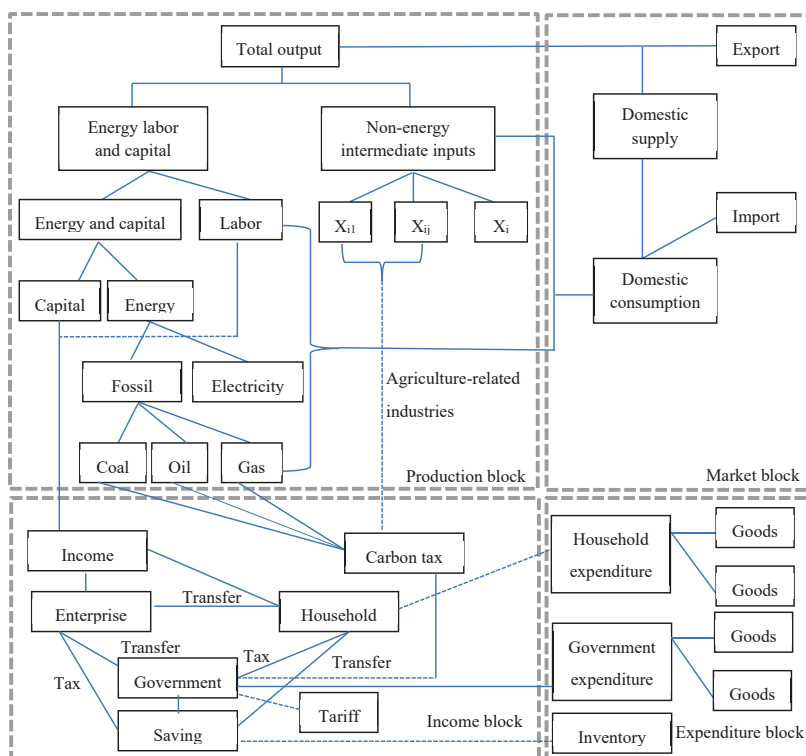 Total output
Export
Energy labor
and capital
Non-energy
intermediate inputs
Domestic
supply
Energy and capital
Labor
Xi1
Xij
Xi
Import
Capital
Energy
Domestic
consumption
Fossil
Electricity
Agriculture-related
industries
Coal
Oil
Gas
Production block
Market block
Income
Carbon tax
Household
expenditure
Goods
Goods
Enterprise
Transfer
Household
Transfer
Tax
Transfer
Tax
Government
Government
expenditure
Goods
Goods
Tariff
Saving
Income block
Inventory
Expenditure block